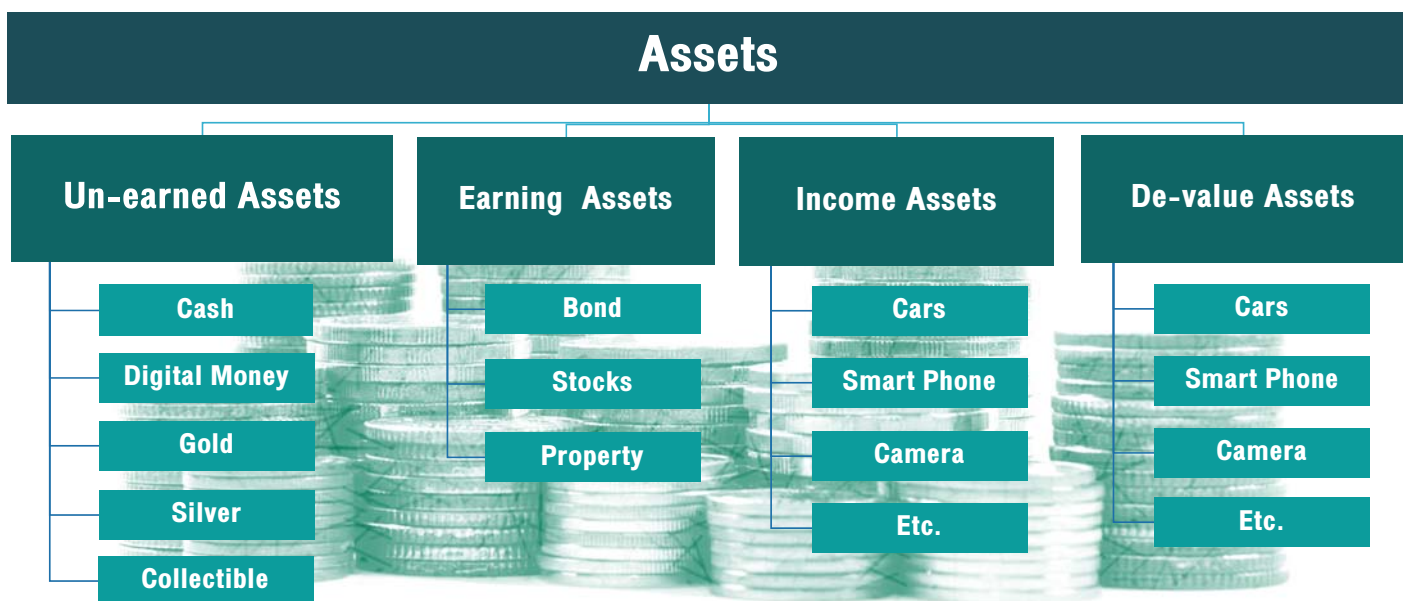 Assets
Un-earned Assets
Cash
Digital Money
Gold
Silver
Collectible
Earning Assets
Bond
Stocks
Property
Income Assets
Cars
Smart Phone
Camera
Etc.
De-value Assets
Cars
Smart Phone
Camera
Etc.